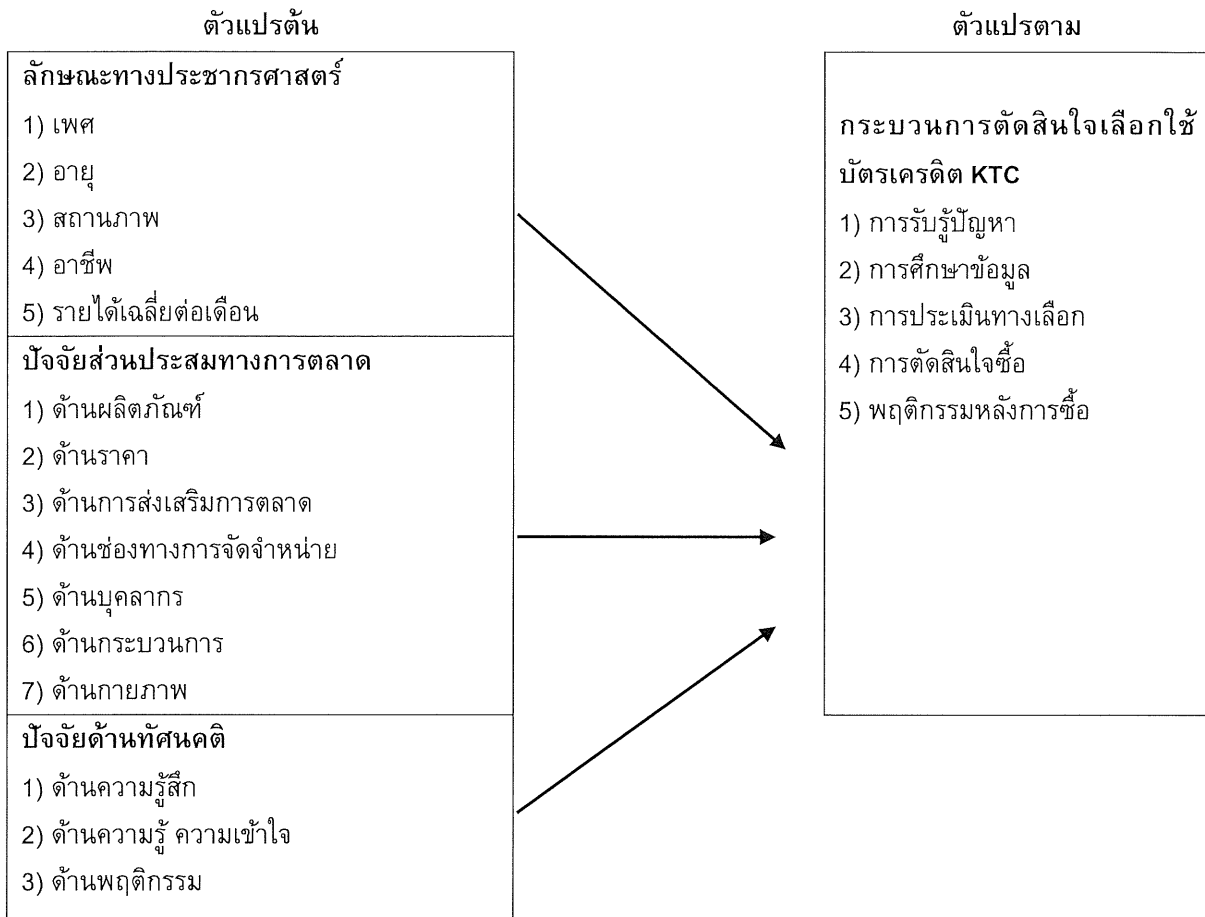 ตัวแปรต้น
ลักษณะทางประชากรศาสตร์
1) เพศ
2) อายุ
3) สถานภาพ
4) อาชีพ
5) รายได้เฉลี่ยต่อเดือน
ปัจจัยส่วนประสมทางการตลาด
1) ด้านผลิตภัณฑ์
2) ด้านราคา
3) ด้านการส่งเสริมการตลาด
4) ด้านช่องทางการจัดจำหน่าย
5) ด้านบุคลากร
6) ด้านกระบวนการ
7) ด้านกายภาพ
ปัจจัยด้านทัศนคติ
1) ด้านความรู้สึก
2) ด้านความรู้ ความเข้าใจ
3) ด้านพฤติกรรม
ตัวแปรตาม
กระบวนการตัดสินใจเลือกใช้
บัตรเครดิต KTC
1) การรับรู้ปัญหา
2) การศึกษาข้อมูล
3) การประเมินทางเลือก
4) การตัดสินใจซื้อ
5) พฤติกรรมหลังการซื้อ